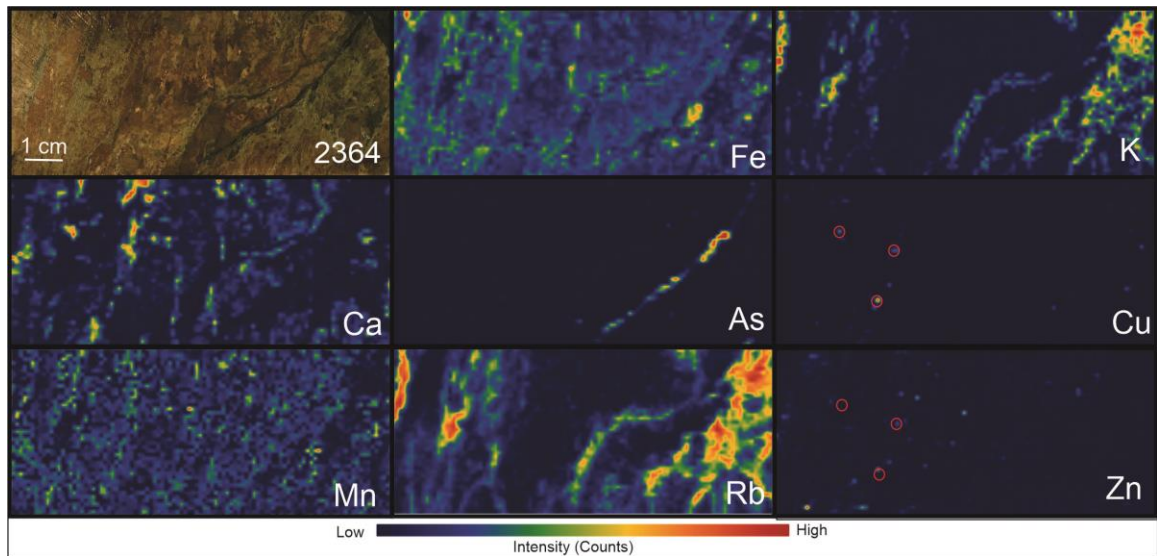 1 cm
2364
Fe
K
Ca
As
Cu
Mn
Rb
Zn
Low
High
Intensity (Counts)